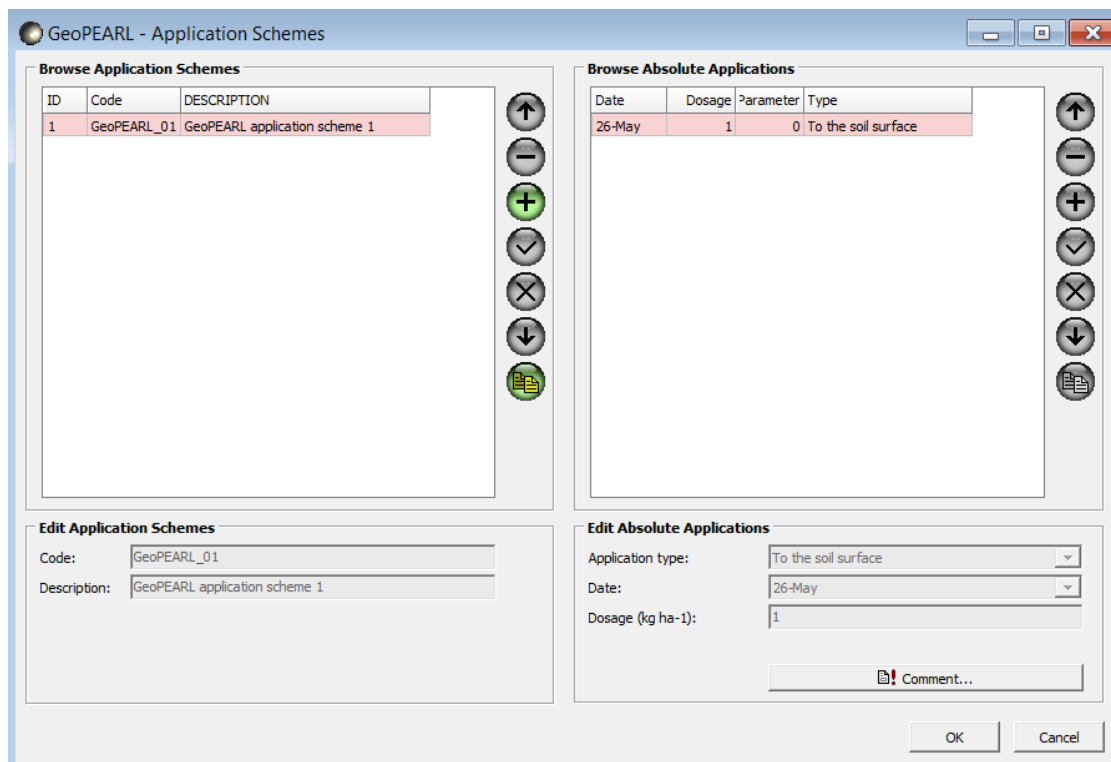 GeoPEARL - Application Schemes
Browse Application Schemes
ID Code DESCRIPTION
1 GeoPEARL_01 GeoPEARL application scheme 1
Browse Absolute Applications
Date Dosage Parameter Type
26-May 1 0 To the soil surface
Edit Application Schemes
Code: GeoPEARL_01
Description: GeoPEARL application scheme 1
Edit Absolute Applications
Application type: To the soil surface
Date: 26-May
Dosage (kg ha-1): 1
Comment...
OK Cancel